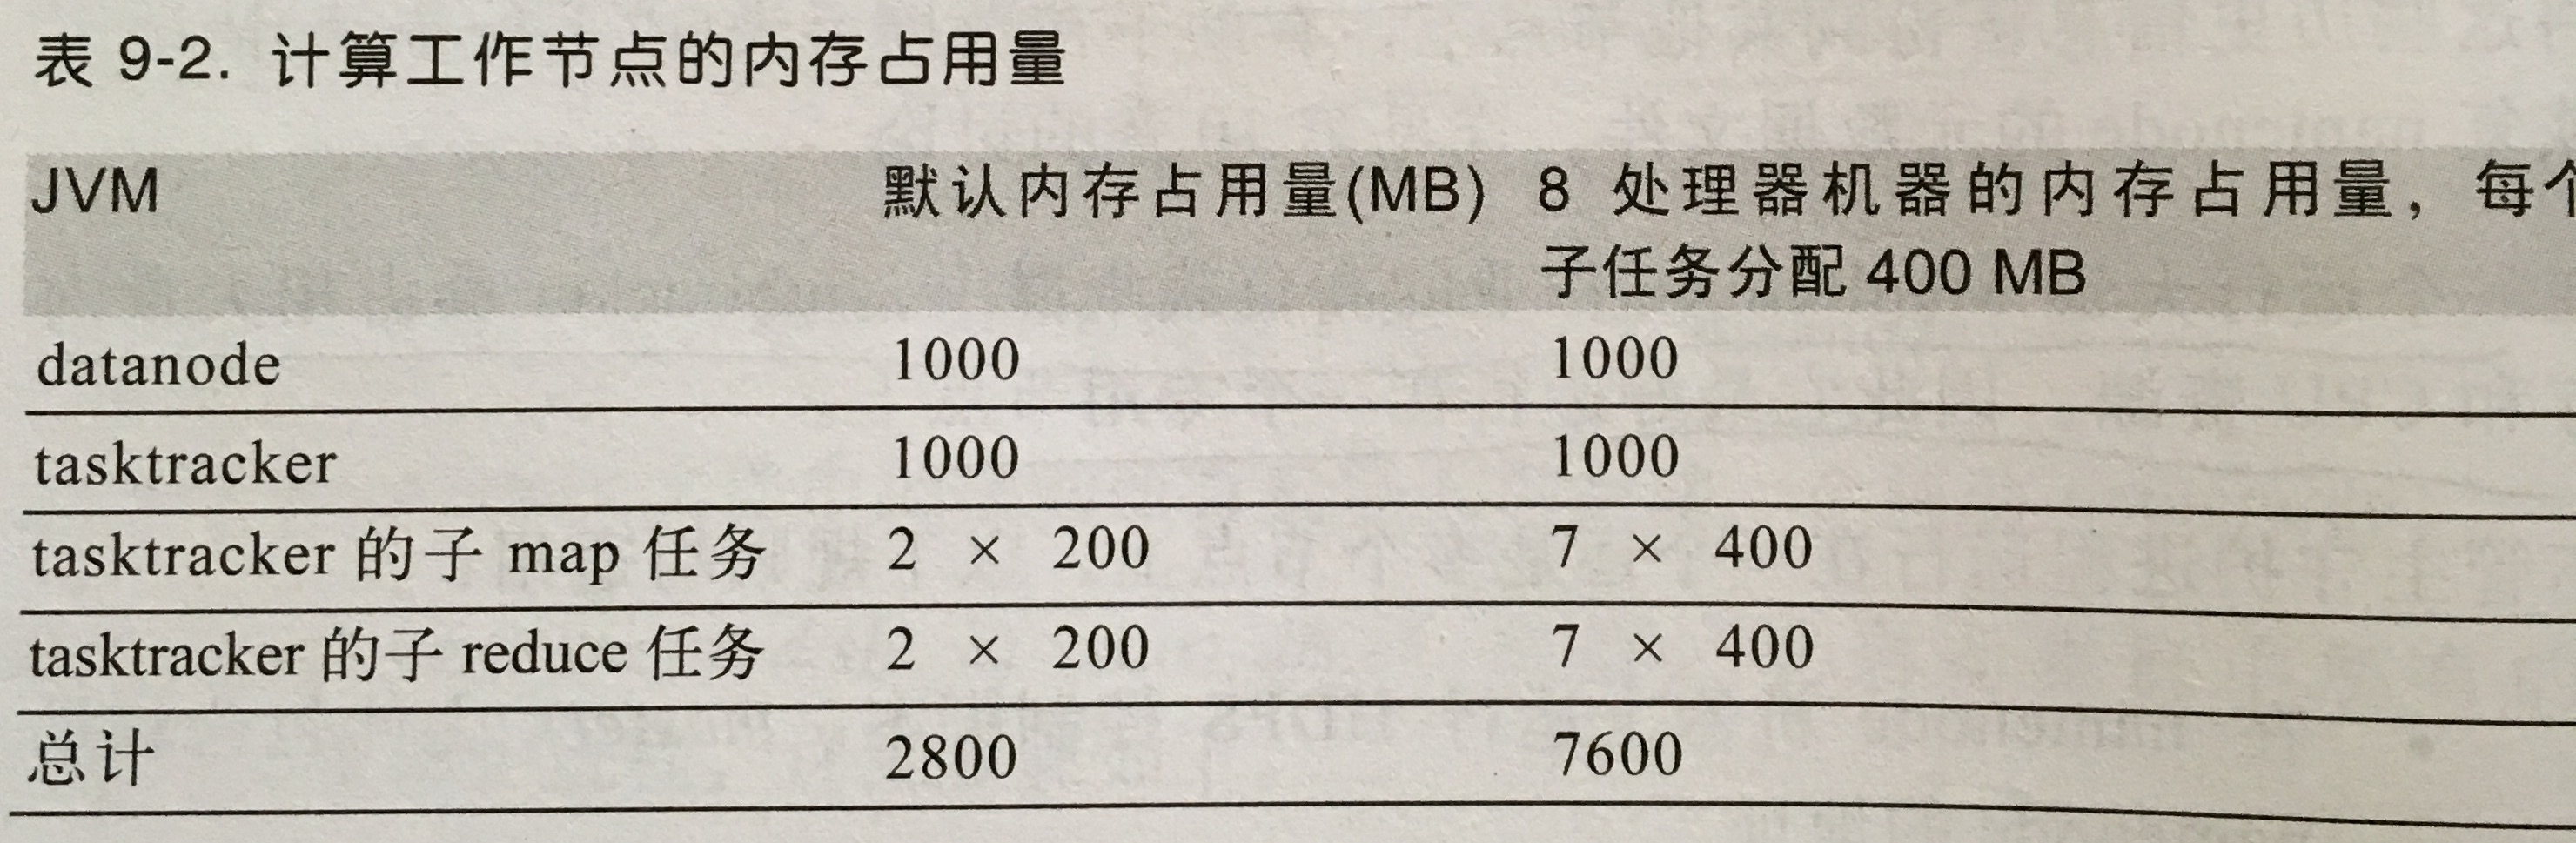 表 9-2. 计算工作节点的内存占用量
JVM 默认内存占用量(MB) 8 处理器机器的内存占用量，每个
子任务分配 400 MB
datanode 1000 1000
tasktracker 1000 1000
tasktracker 的子 map 任务 2 × 200 7 × 400
tasktracker 的子 reduce 任务 2 × 200 7 × 400
总计 2800 7600